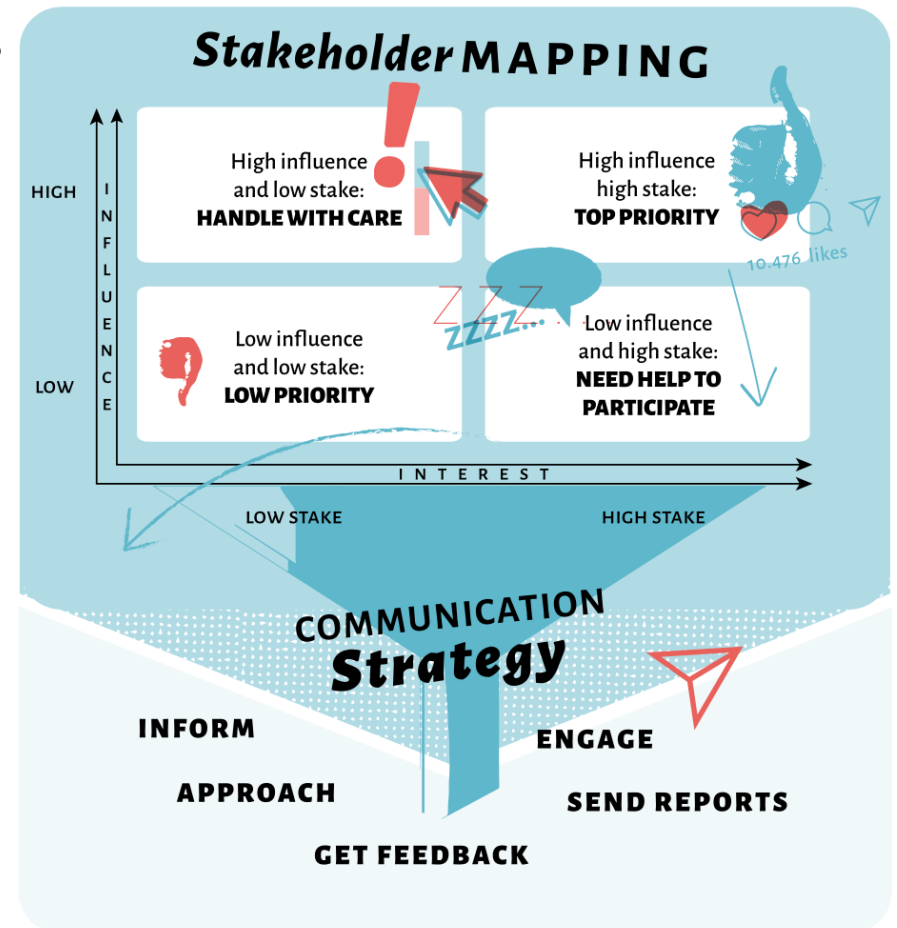 Stakeholder MAPPING
HIGH
INFLUENCE
LOW
High influence
and low stake:
HANDLE WITH CARE
High influence
high stake:
TOP PRIORITY
10.476 likes
Low influence
and low stake:
LOW PRIORITY
ZZZ...
ZZZZ...
Low influence
and high stake:
NEED HELP TO
PARTICIPATE
INTEREST
LOW STAKE
HIGH STAKE
COMMUNICATION
Strategy
INFORM
ENGAGE
APPROACH
SEND REPORTS
GET FEEDBACK